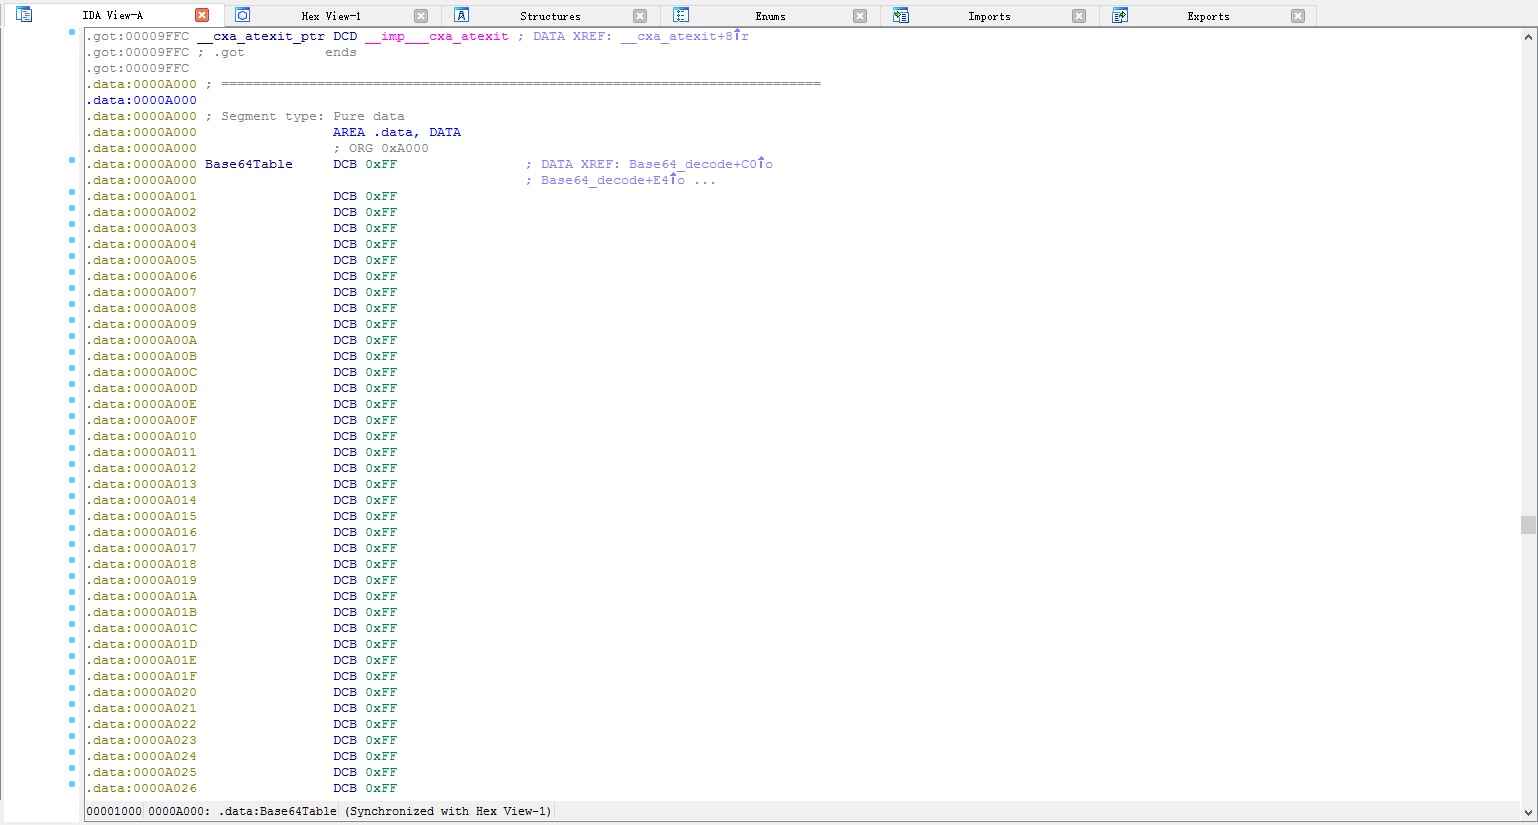 IDA View-A Hex View-1 Structures Enums Imports Exports
.got:00009FFC __cxa_atexit_ptr DCD __imp___cxa_atexit ; DATA XREF: __cxa_atexit+8↑r
.got:00009FFC ; .got ends
.got:00009FFC
.data:0000A000 ; ===========================================================================
.data:0000A000
.data:0000A000 ; Segment type: Pure data
.data:0000A000 AREA .data, DATA
.data:0000A000 ; ORG 0xA000
.data:0000A000 Base64Table DCB 0xFF ; DATA XREF: Base64_decode+C0↑o
.data:0000A000 ; Base64_decode+E4↑o ...
.data:0000A001 DCB 0xFF
.data:0000A002 DCB 0xFF
.data:0000A003 DCB 0xFF
.data:0000A004 DCB 0xFF
.data:0000A005 DCB 0xFF
.data:0000A006 DCB 0xFF
.data:0000A007 DCB 0xFF
.data:0000A008 DCB 0xFF
.data:0000A009 DCB 0xFF
.data:0000A00A DCB 0xFF
.data:0000A00B DCB 0xFF
.data:0000A00C DCB 0xFF
.data:0000A00D DCB 0xFF
.data:0000A00E DCB 0xFF
.data:0000A00F DCB 0xFF
.data:0000A010 DCB 0xFF
.data:0000A011 DCB 0xFF
.data:0000A012 DCB 0xFF
.data:0000A013 DCB 0xFF
.data:0000A014 DCB 0xFF
.data:0000A015 DCB 0xFF
.data:0000A016 DCB 0xFF
.data:0000A017 DCB 0xFF
.data:0000A018 DCB 0xFF
.data:0000A019 DCB 0xFF
.data:0000A01A DCB 0xFF
.data:0000A01B DCB 0xFF
.data:0000A01C DCB 0xFF
.data:0000A01D DCB 0xFF
.data:0000A01E DCB 0xFF
.data:0000A01F DCB 0xFF
.data:0000A020 DCB 0xFF
.data:0000A021 DCB 0xFF
.data:0000A022 DCB 0xFF
.data:0000A023 DCB 0xFF
.data:0000A024 DCB 0xFF
.data:0000A025 DCB 0xFF
.data:0000A026 DCB 0xFF
00001000 0000A000: .data:Base64Table (Synchronized with Hex View-1)